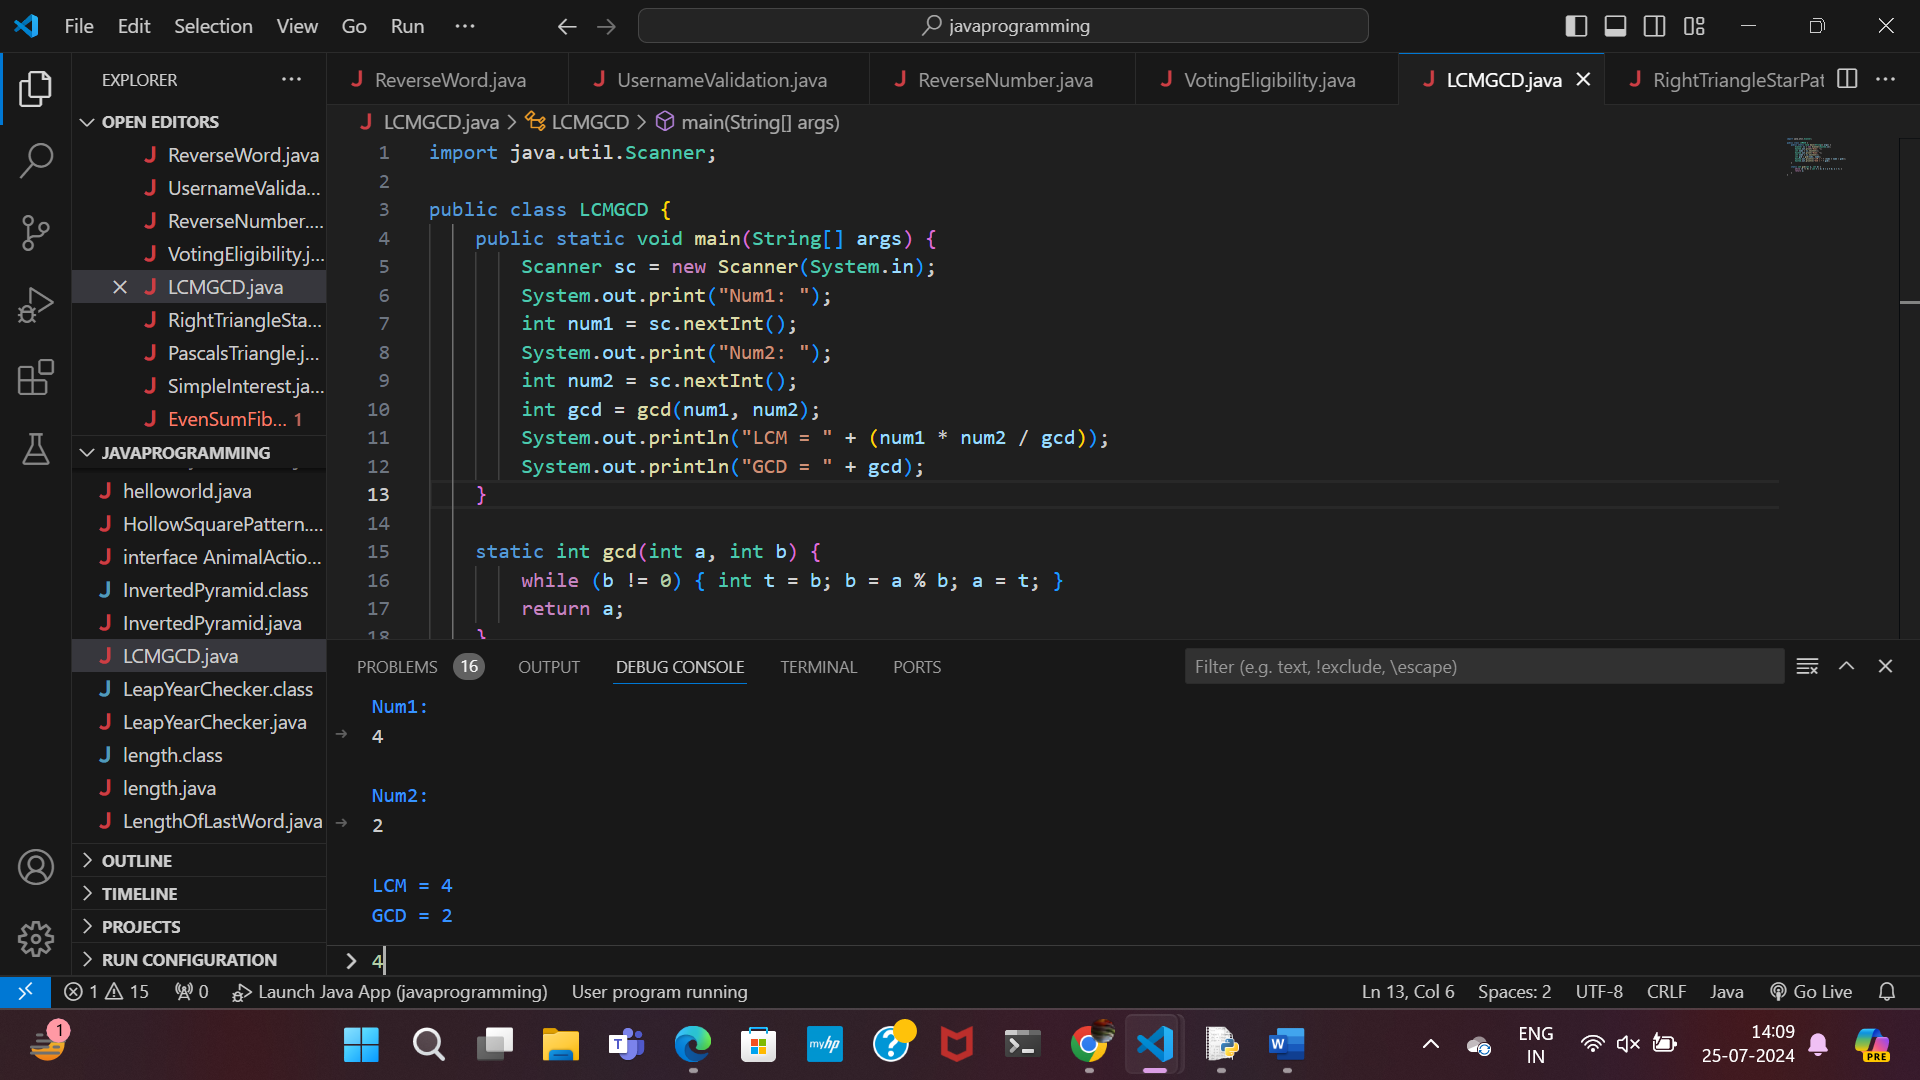 File Edit Selection View Go Run ···
javaprogramming
EXPLORER ···
ReverseWord.java UsernameValidation.java ReverseNumber.java VotingEligibility.java LCMGCD.java RightTriangleStarPat ···
OPEN EDITORS
ReverseWord.java
UsernameValida...
ReverseNumber....
VotingEligibility.j...
LCMGCD.java
RightTriangleSta...
PascalsTriangle.j...
SimpleInterest.ja...
EvenSumFib... 1
JAVAPROGRAMMING
helloworld.java
HollowSquarePattern....
interface AnimalActio...
InvertedPyramid.class
InvertedPyramid.java
LCMGCD.java
LeapYearChecker.class
LeapYearChecker.java
length.class
length.java
LengthOfLastWord.java
OUTLINE
TIMELINE
PROJECTS
RUN CONFIGURATION
LCMGCD.java > LCMGCD > main(String[] args)
1 import java.util.Scanner;
2
3 public class LCMGCD {
4 public static void main(String[] args) {
5 Scanner sc = new Scanner(System.in);
6 System.out.print("Num1: ");
7 int num1 = sc.nextInt();
8 System.out.print("Num2: ");
9 int num2 = sc.nextInt();
10 int gcd = gcd(num1, num2);
11 System.out.println("LCM = " + (num1 * num2 / gcd));
12 System.out.println("GCD = " + gcd);
13 }
14
15 static int gcd(int a, int b) {
16 while (b != 0) { int t = b; b = a % b; a = t; }
17 return a;
18 }
PROBLEMS 16 OUTPUT DEBUG CONSOLE TERMINAL PORTS Filter (e.g. text, !exclude, \escape)
Num1:
→ 4
Num2:
→ 2
LCM = 4
GCD = 2
> 4
1 15 0 Launch Java App (javaprogramming) User program running Ln 13, Col 6 Spaces: 2 UTF-8 CRLF Java Go Live
1
myhp
ENG
IN
14:09
25-07-2024
PRE